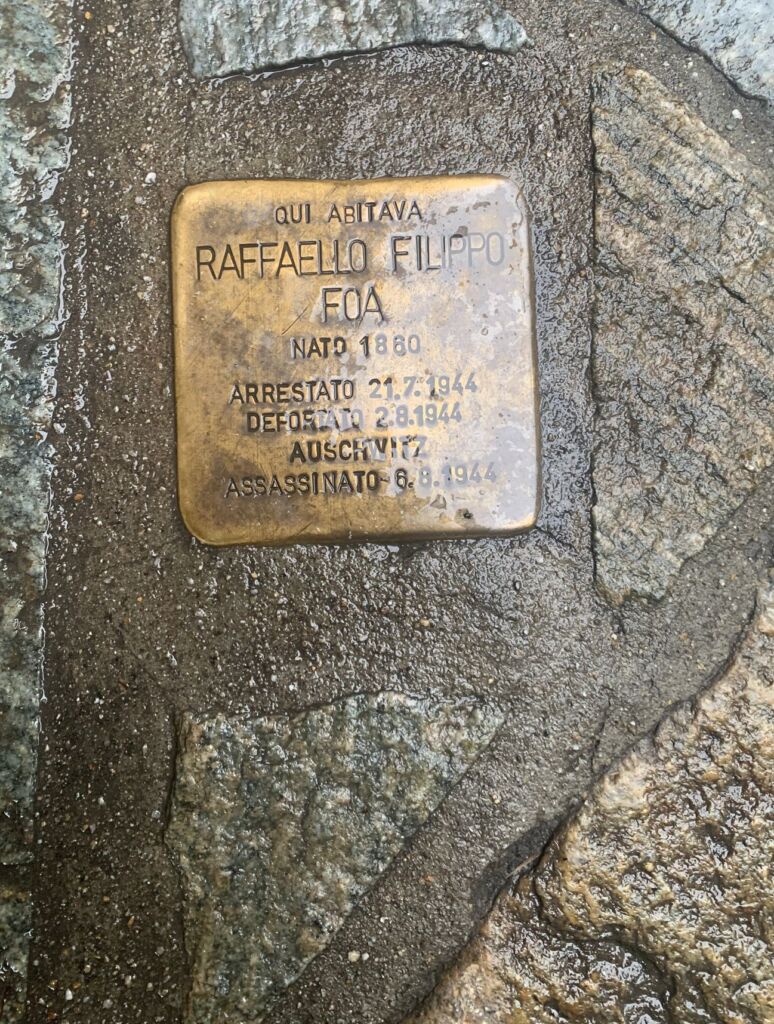 QUI ABITAVA
RAFFAELLO FILIPPO
FOA
NATO 1880
ARRESTATO 21.7.1944
DEPORTATO 2.8.1944
AUSCHWITZ
ASSASSINATO 6.8.1944